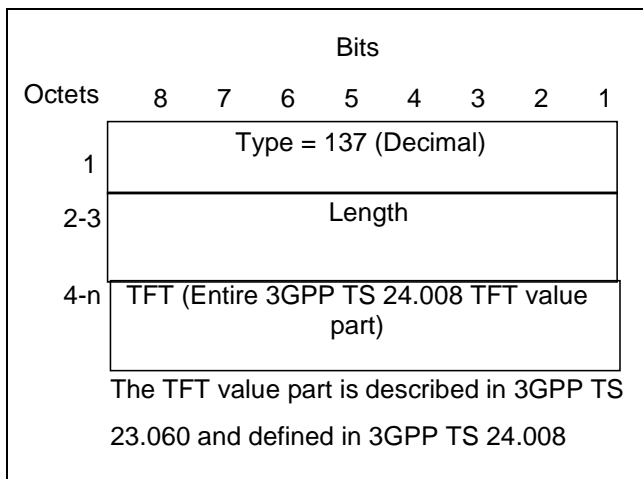 Bits
Octets 8 7 6 5 4 3 2 1
1 Type = 137 (Decimal)
2-3 Length
4-n TFT (Entire 3GPP TS 24.008 TFT value
part)
The TFT value part is described in 3GPP TS
23.060 and defined in 3GPP TS 24.008